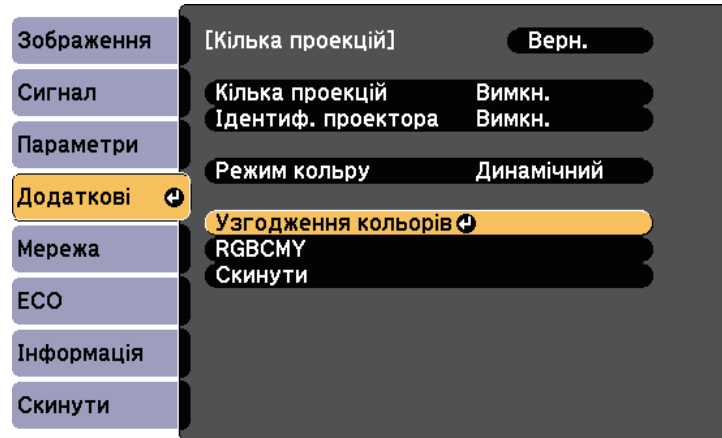 Зображення
Сигнал
Параметри
Додаткові
Мережа
ECO
Інформація
Скинути
[Кілька проекцій] Верн.
Кілька проекцій Вимкн.
Ідентиф. проектора Вимкн.
Режим кольру Динамічний
Узгодження кольорів
RGBCMY
Скинути